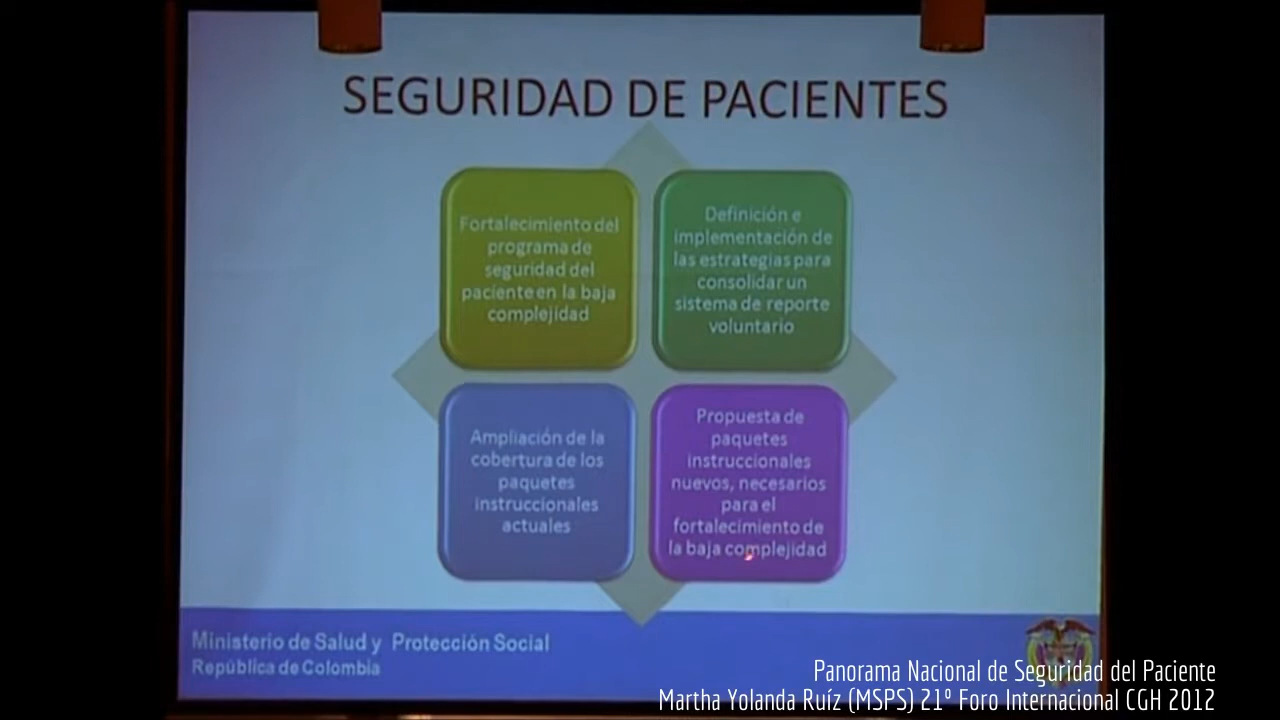 SEGURIDAD DE PACIENTES
Fortalecimiento del
programa de
seguridad del
paciente en la baja
complejidad
Definición e
implementación de
las estrategias para
consolidar un
sistema de reporte
voluntario
Ampliación de la
cobertura de los
paquetes
instruccionales
actuales
Propuesta de
paquetes
instruccionales
nuevos, necesarios
para el
fortalecimiento de
la baja complejidad
Ministerio de Salud y Protección Social
República de Colombia
Panorama Nacional de Seguridad del Paciente
Martha Yolanda Ruíz (MSPS) 21º Foro Internacional CGH 2012